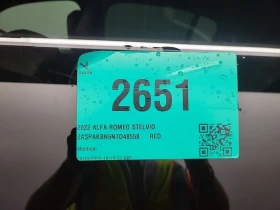 2651
2022 ALFA ROMEO STELVIO
ZASPAKBN6N7D48558 RED